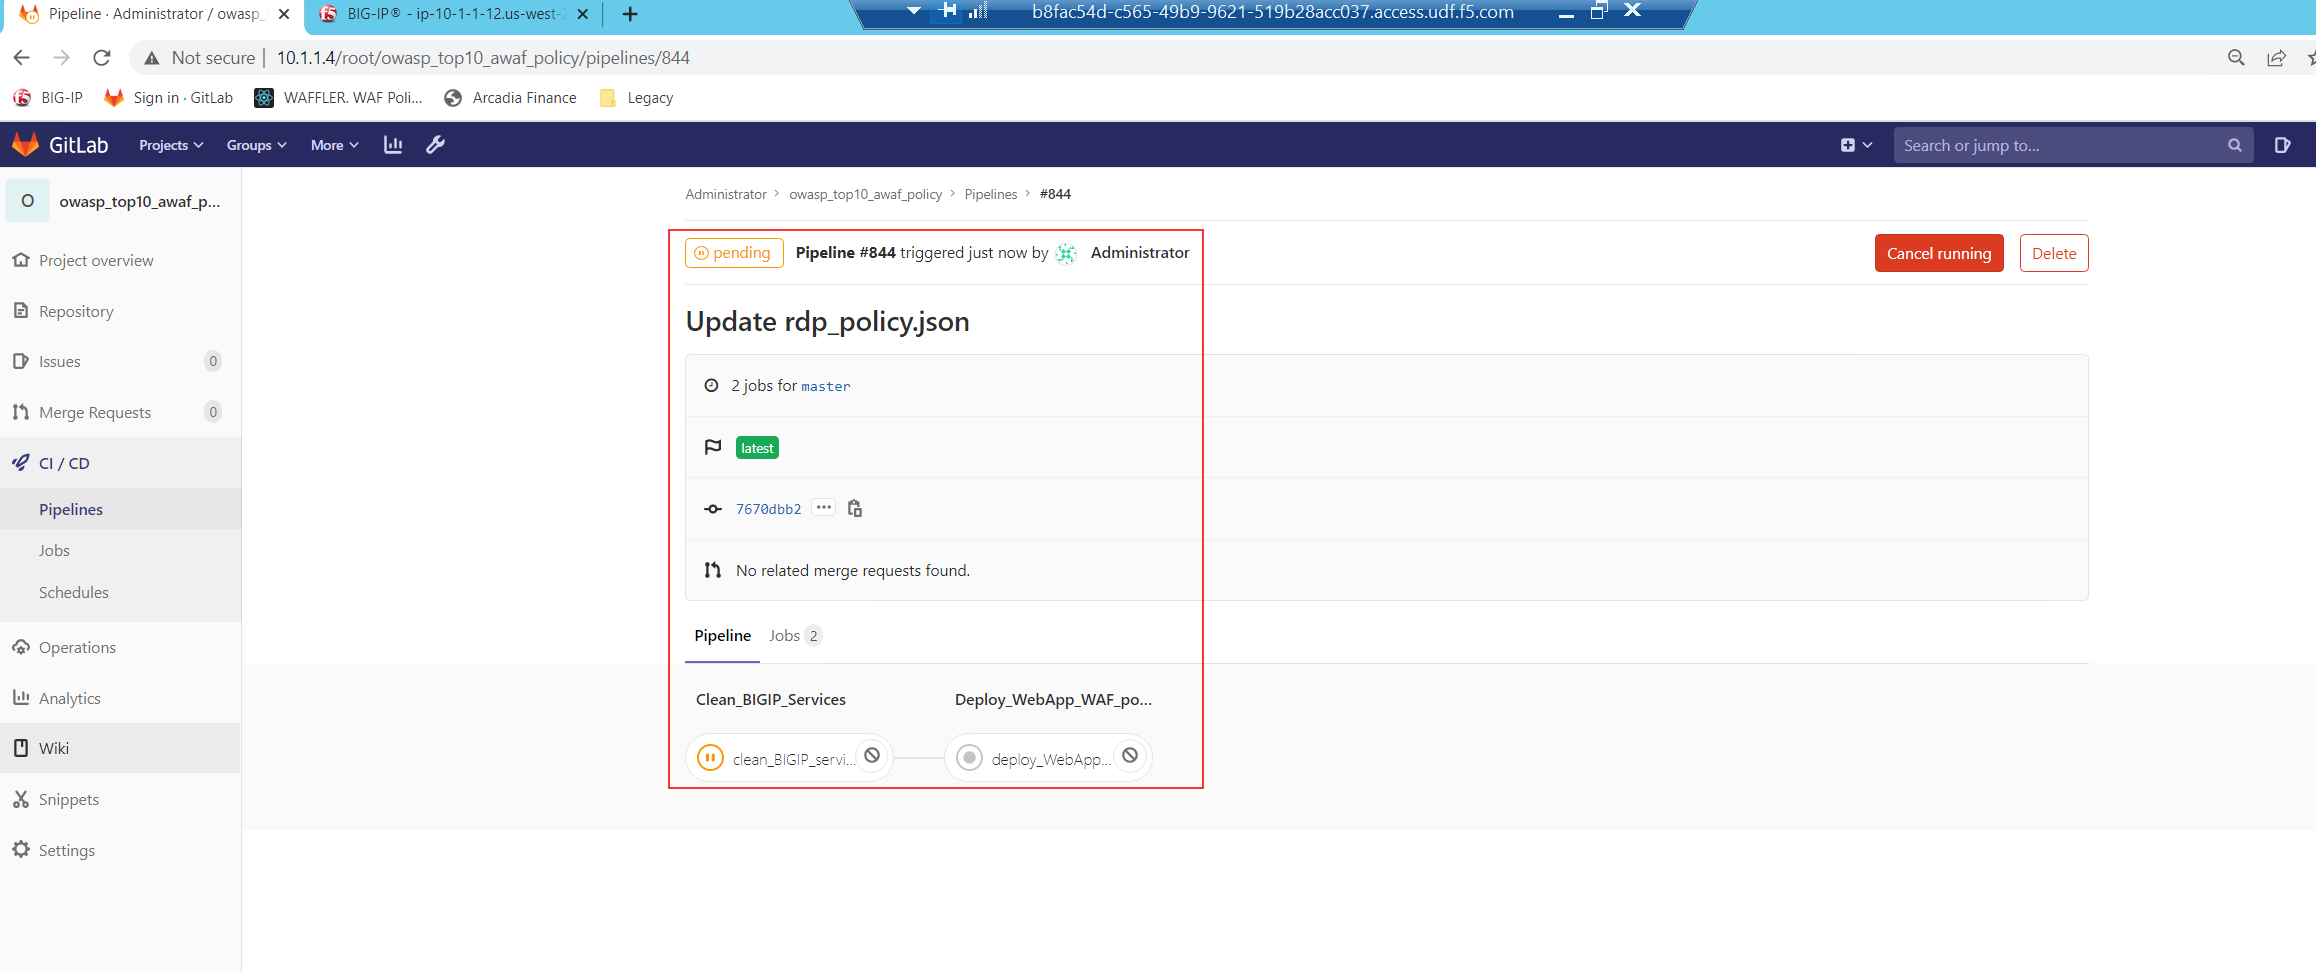 Pipeline · Administrator / owasp_
BIG-IP® - ip-10-1-1-12.us-west-2
b8fac54d-c565-49b9-9621-519b28acc037.access.udf.f5.com
Not secure | 10.1.1.4/root/owasp_top10_awaf_policy/pipelines/844
BIG-IP
Sign in · GitLab
WAFFLER. WAF Poli...
Arcadia Finance
Legacy
GitLab
Projects
Groups
More
Search or jump to...
O
owasp_top10_awaf_p...
Project overview
Repository
Issues 0
Merge Requests 0
CI / CD
Pipelines
Jobs
Schedules
Operations
Analytics
Wiki
Snippets
Settings
Administrator > owasp_top10_awaf_policy > Pipelines > #844
pending Pipeline #844 triggered just now by Administrator
Cancel running
Delete
Update rdp_policy.json
2 jobs for master
latest
7670dbb2 ...
No related merge requests found.
Pipeline Jobs 2
Clean_BIGIP_Services
Deploy_WebApp_WAF_po...
clean_BIGIP_servi...
deploy_WebApp...